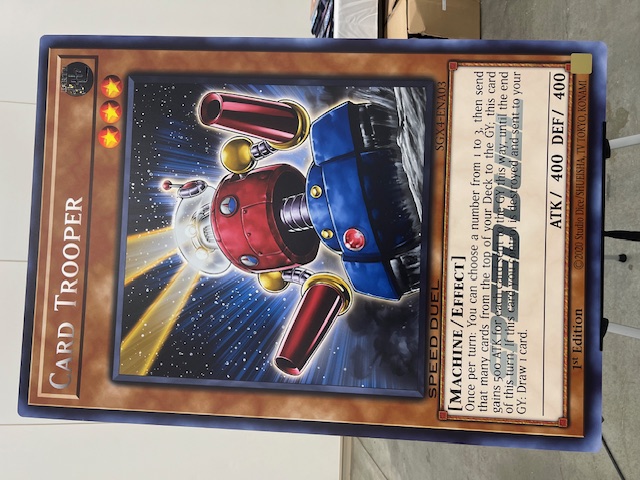 CARD TROOPER
SPEED DUEL
[MACHINE/EFFECT]
Once per turn: You can choose a number from 1 to 3, then send
that many cards from the top of your Deck to the GY; this card
gains 500 ATK for each card sent to the GY this way until the end
of this turn. If this card you control is destroyed and sent to your
GY: Draw 1 card.
ATK/ 400 DEF/ 400
1st Edition
©2020 Studio Dice/SHUEISHA, TV TOKYO, KONAMI